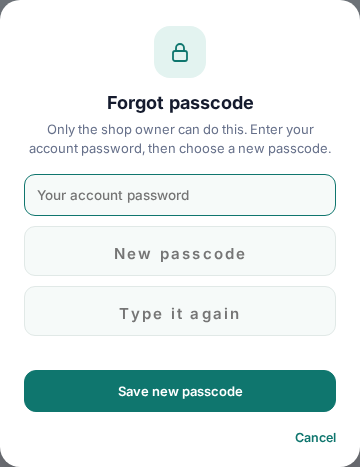 Forgot passcode
Only the shop owner can do this. Enter your
account password, then choose a new passcode.
Your account password
New passcode
Type it again
Save new passcode
Cancel